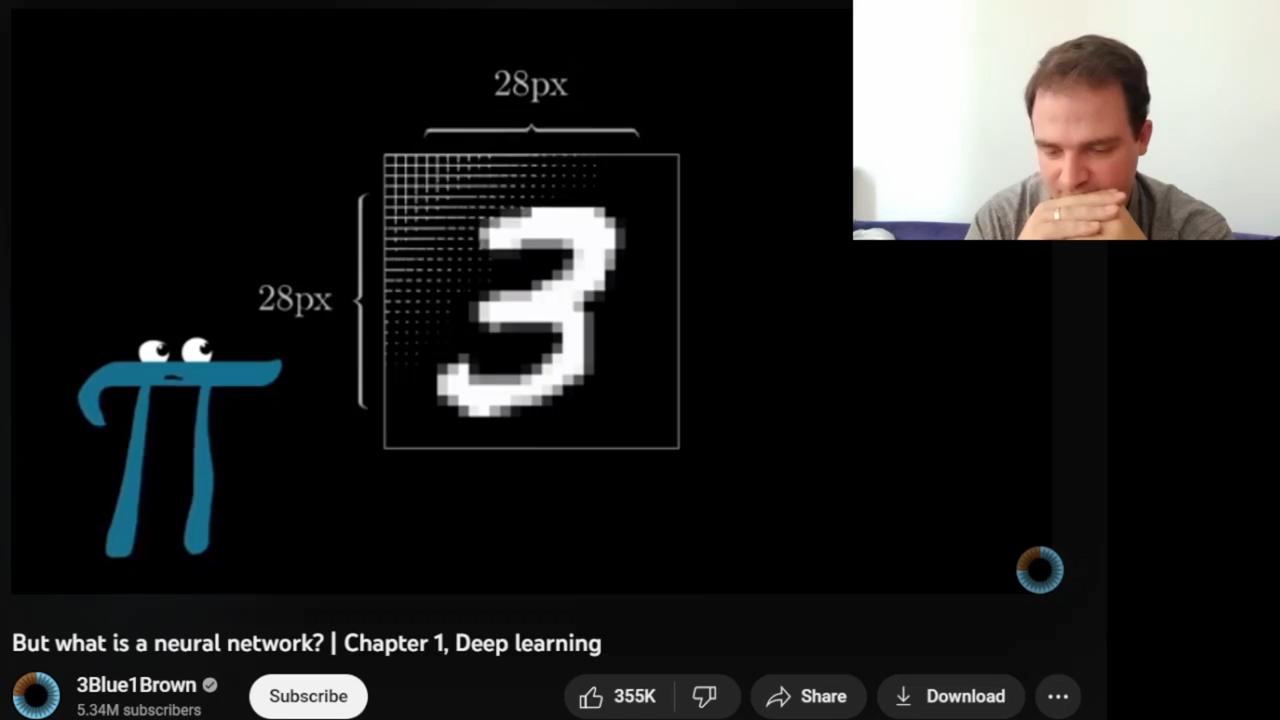 28px
28px
3
But what is a neural network? | Chapter 1, Deep learning
3Blue1Brown
5.34M subscribers
Subscribe
355K
Share
Download